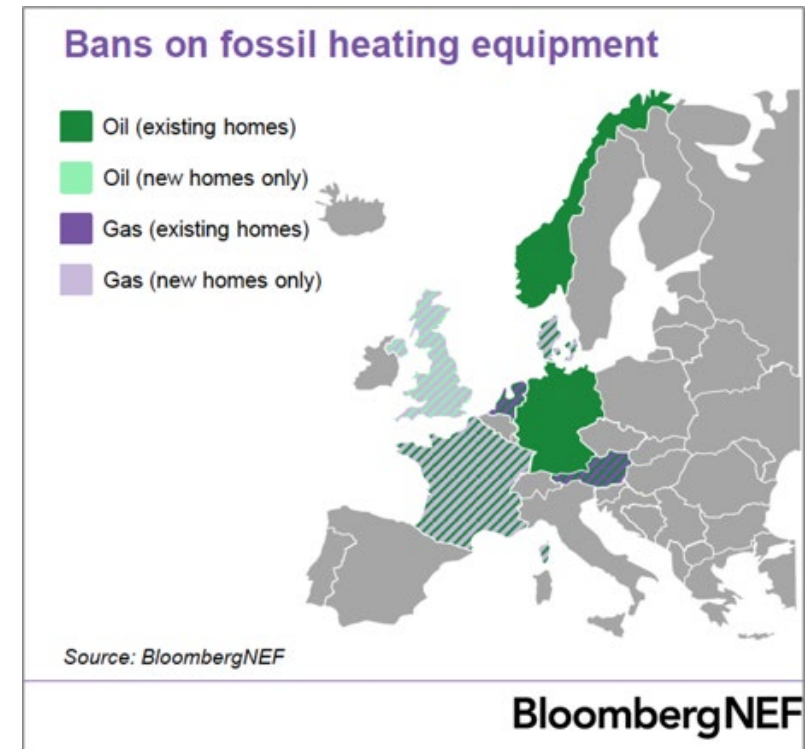 Bans on fossil heating equipment
Oil (existing homes)
Oil (new homes only)
Gas (existing homes)
Gas (new homes only)
Source: BloombergNEF
BloombergNEF